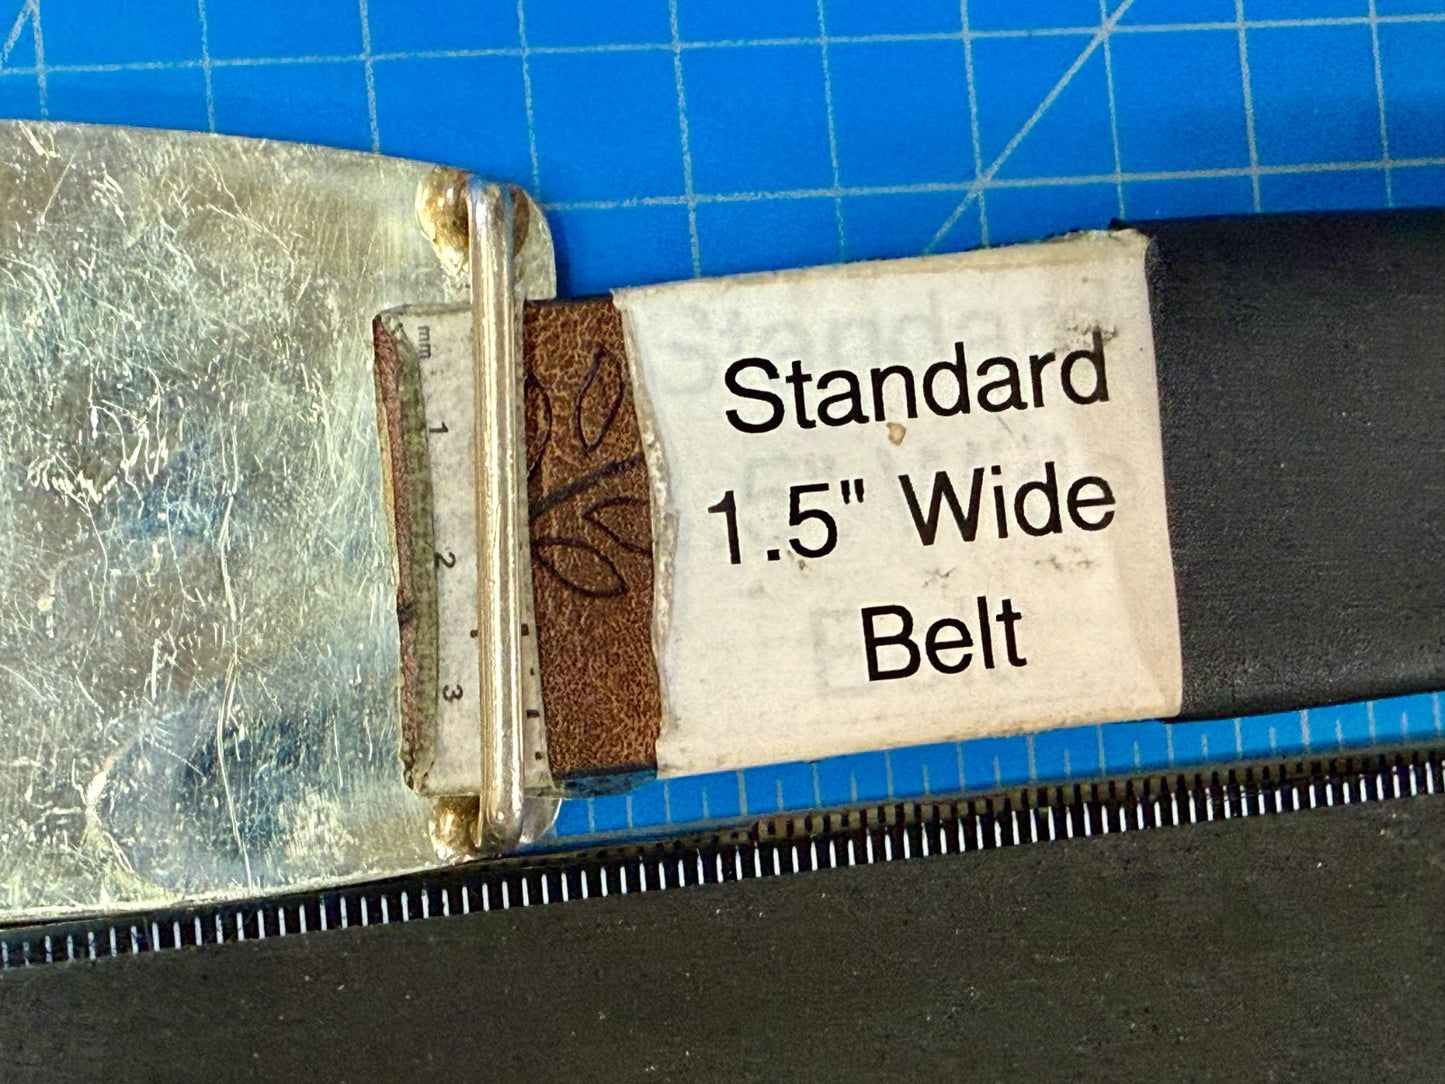 mm
1
2
3
Standard
1.5" Wide
Belt